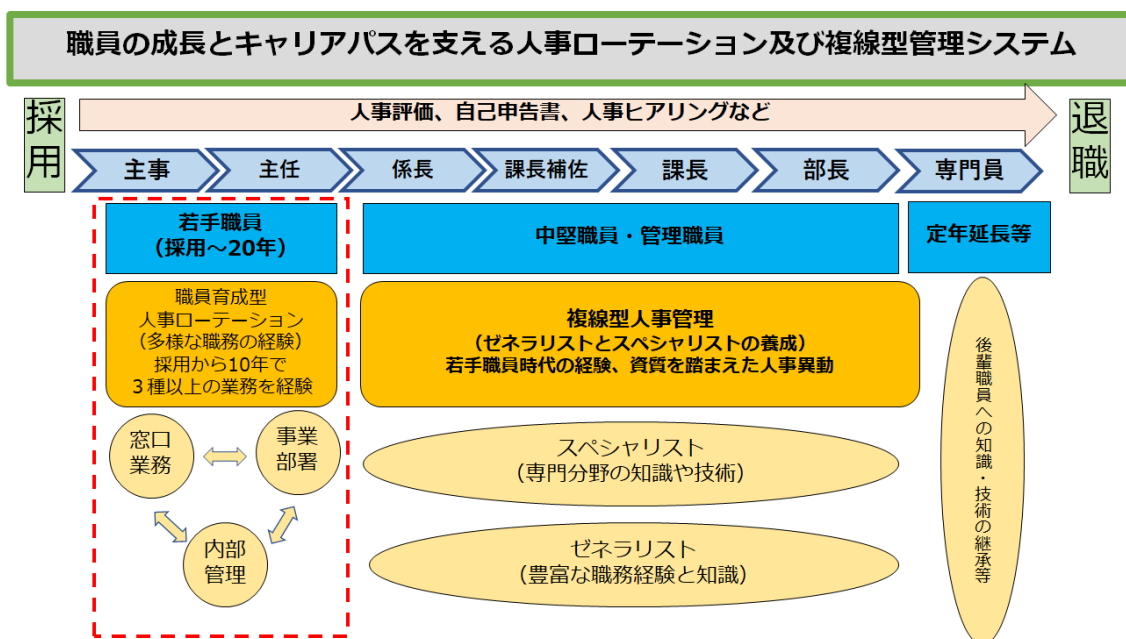 職員の成長とキャリアパスを支える人事ローテーション及び複線型管理システム
採用
人事評価、自己申告書、人事ヒアリングなど
退職
主事
主任
係長
課長補佐
課長
部長
専門員
若手職員
(採用～20年)
中堅職員・管理職員
定年延長等
職員育成型
人事ローテーション
(多様な職務の経験)
採用から10年で
３種以上の業務を経験
複線型人事管理
(ゼネラリストとスペシャリストの養成)
若手職員時代の経験、資質を踏まえた人事異動
窓口
業務
事業
部署
内部
管理
スペシャリスト
(専門分野の知識や技術)
ゼネラリスト
(豊富な職務経験と知識)
後輩職員への知識・技術の継承等